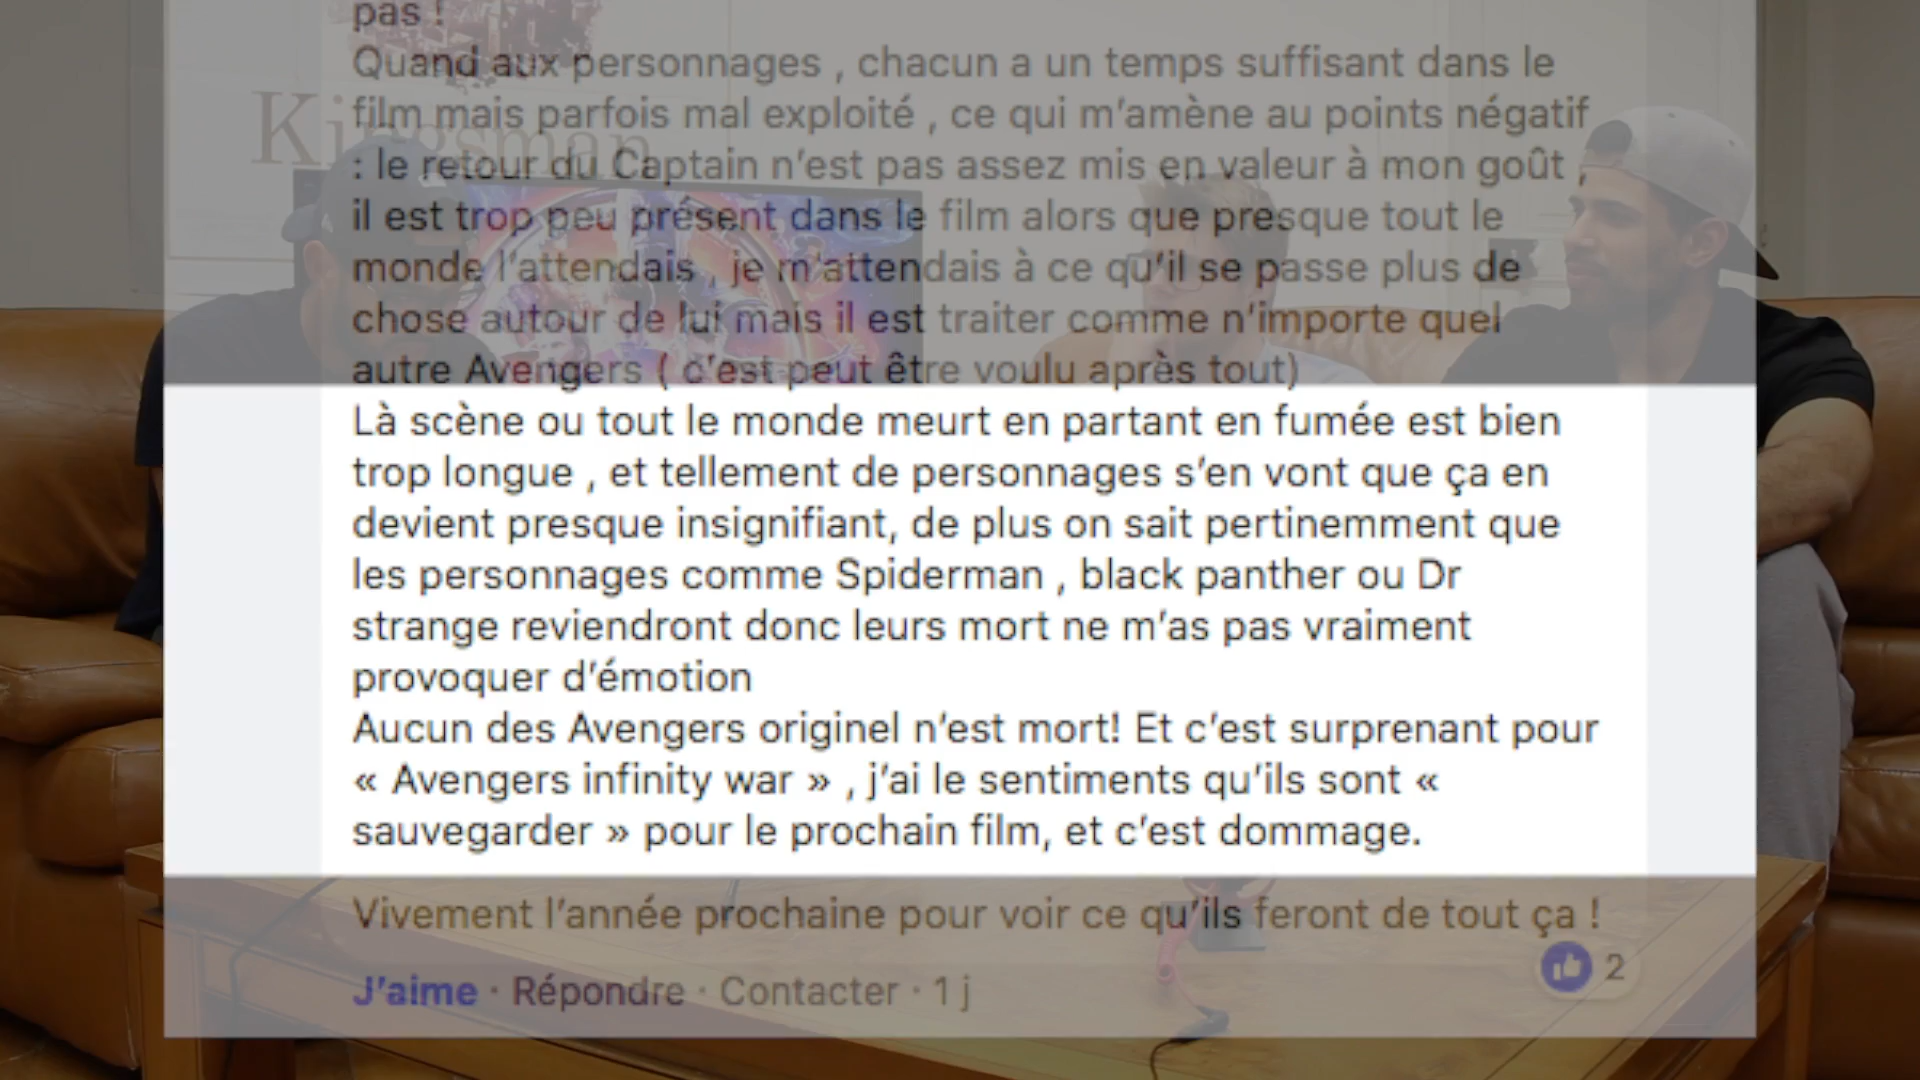 pas !
Quand aux personnages , chacun a un temps suffisant dans le
film mais parfois mal exploité , ce qui m'amène au points négatif
: le retour du Captain n'est pas assez mis en valeur à mon goût ,
il est trop peu présent dans le film alors que presque tout le
monde l'attendais , je m'attendais à ce qu'il se passe plus de
chose autour de lui mais il est traiter comme n'importe quel
autre Avengers ( c'est peut être voulu après tout)
Là scène ou tout le monde meurt en partant en fumée est bien
trop longue , et tellement de personnages s'en vont que ça en
devient presque insignifiant, de plus on sait pertinemment que
les personnages comme Spiderman , black panther ou Dr
strange reviendront donc leurs mort ne m'as pas vraiment
provoquer d'émotion
Aucun des Avengers originel n'est mort! Et c'est surprenant pour
« Avengers infinity war » , j'ai le sentiments qu'ils sont «
sauvegarder » pour le prochain film, et c'est dommage.
Vivement l'année prochaine pour voir ce qu'ils feront de tout ça !
J'aime · Répondre · Contacter · 1 j
2
Kingsman